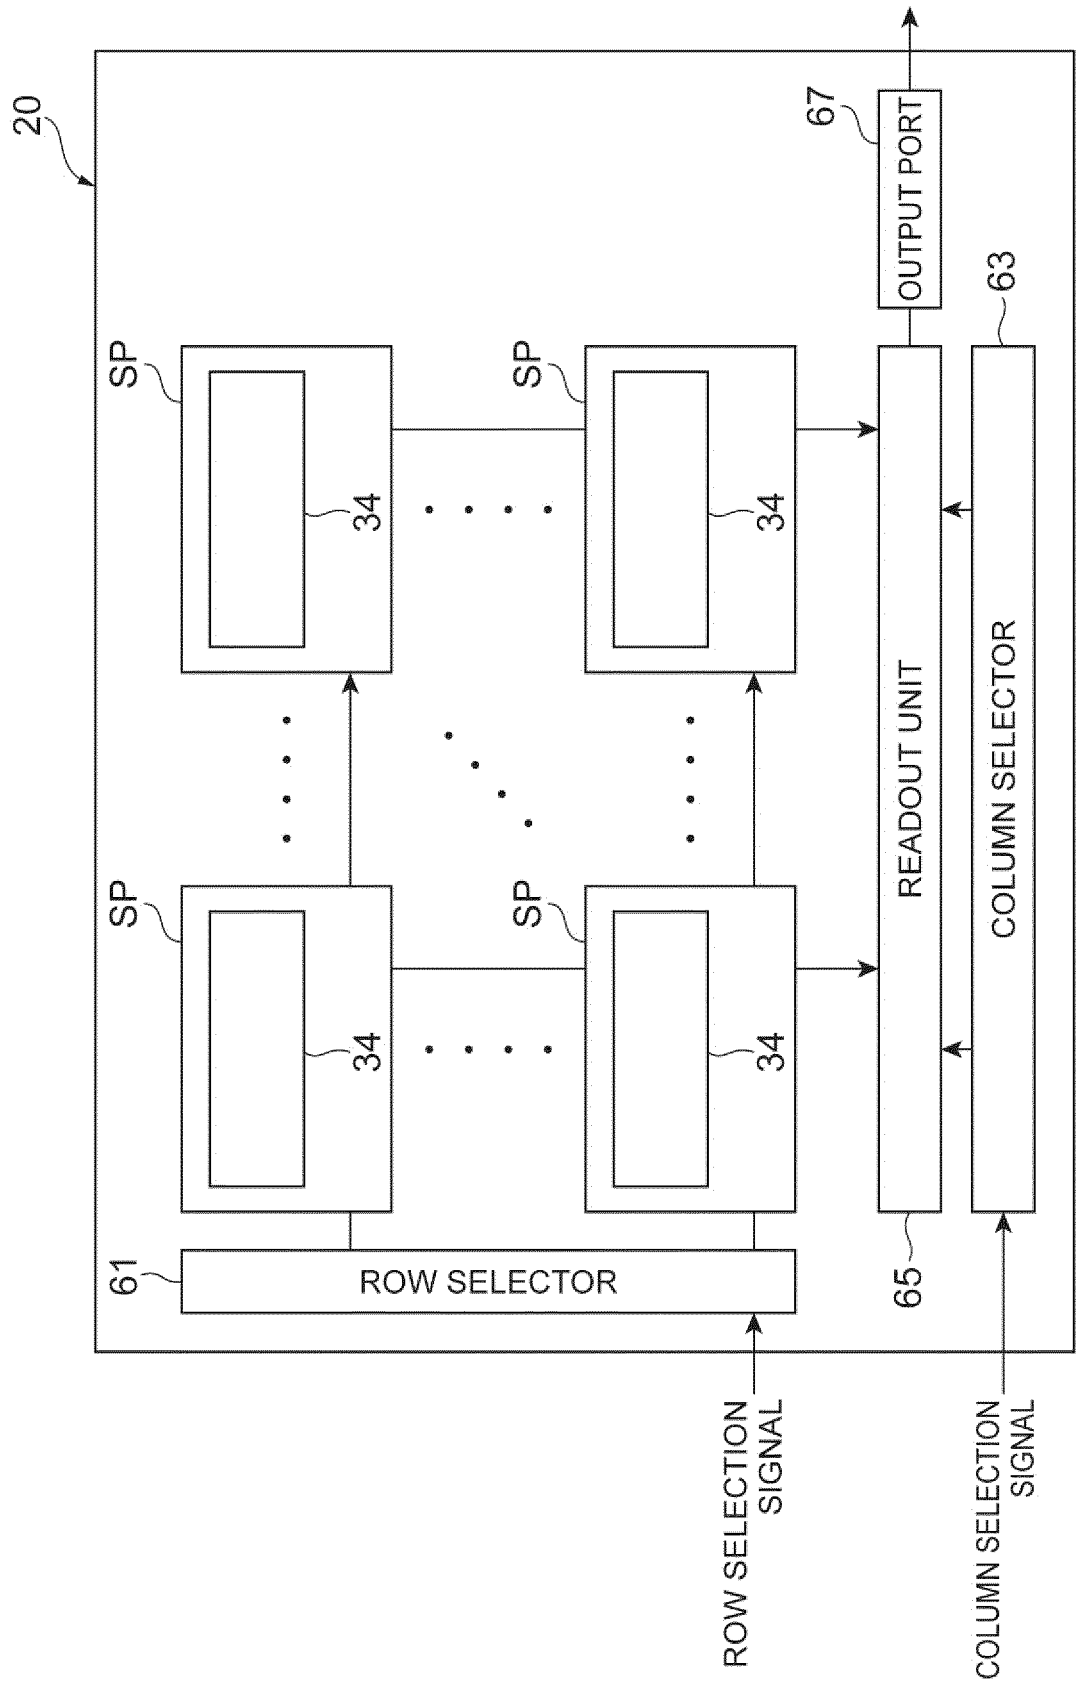 20
SP
SP
34
34
SP
SP
34
34
61
ROW SELECTOR
67
OUTPUT PORT
READOUT UNIT
65
COLUMN SELECTOR
63
ROW SELECTION
SIGNAL
COLUMN SELECTION
SIGNAL